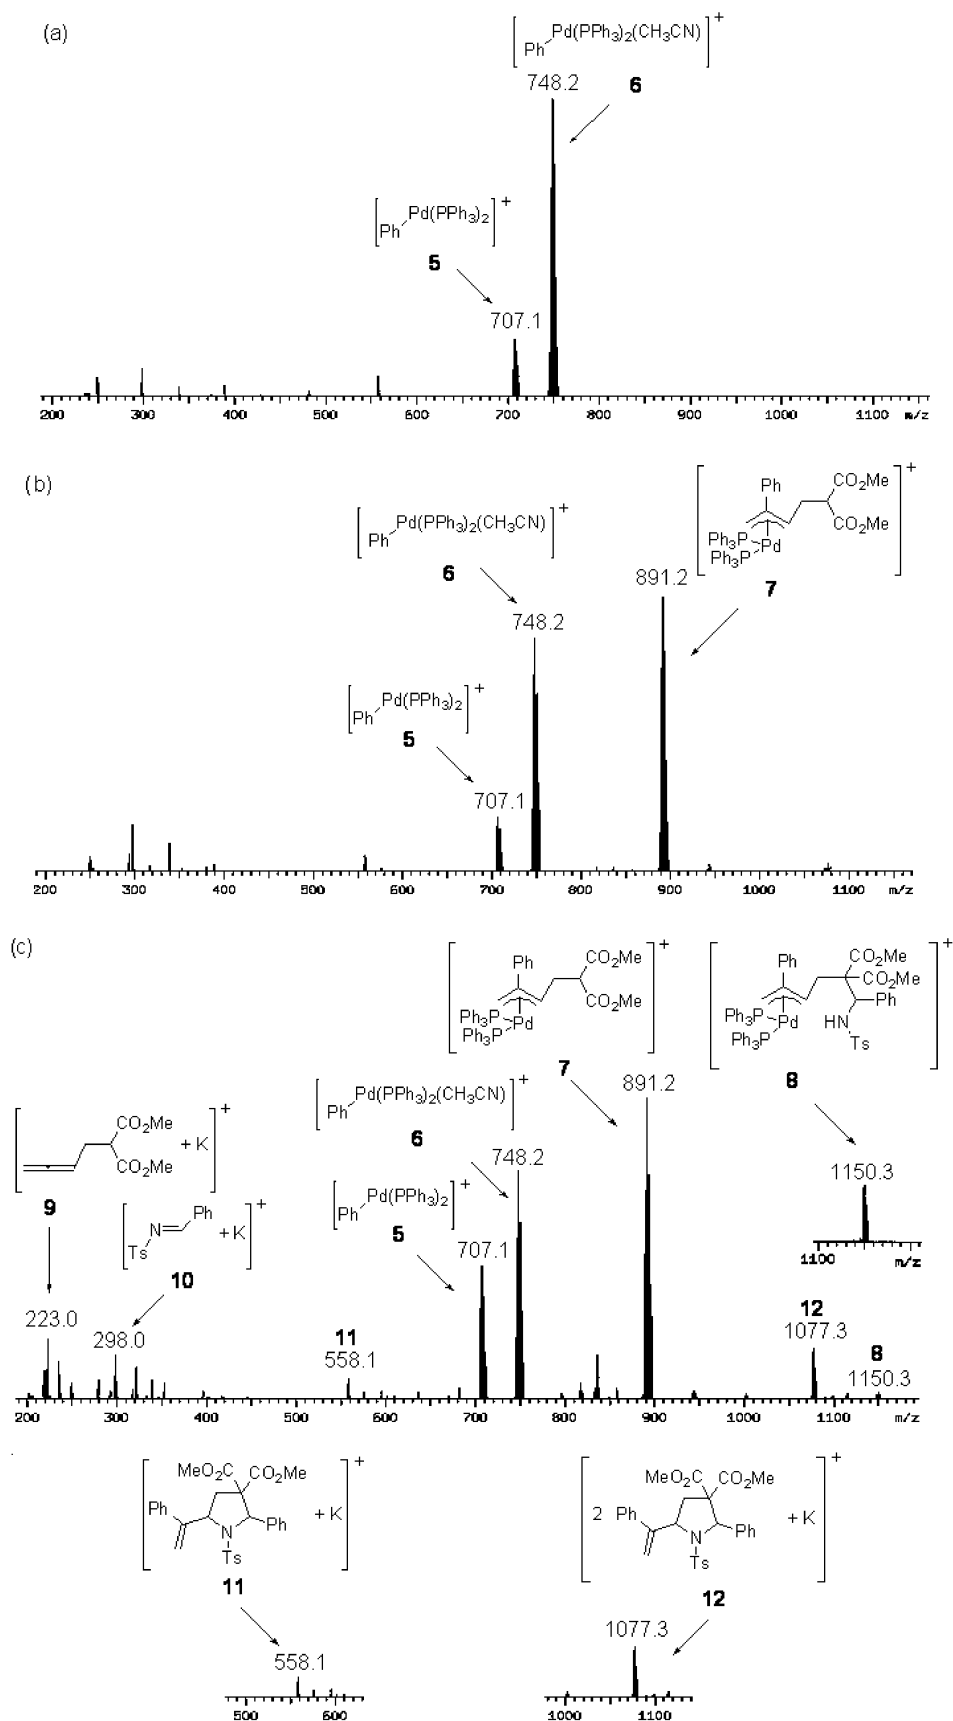 (a)
[Ph Pd(PPh3)2(CH3CN)]+
748.2
6
[Ph Pd(PPh3)2]+
5
707.1
200 300 400 500 600 700 800 900 1000 1100 m/z
(b)
[Ph CO2Me CO2Me Ph3P Ph3P Pd]+
7
[Ph Pd(PPh3)2(CH3CN)]+
6
891.2
748.2
[Ph Pd(PPh3)2]+
5
707.1
200 300 400 500 600 700 800 900 1000 1100 m/z
(c)
[Ph CO2Me CO2Me Ph3P Ph3P Pd]+
7
[Ph CO2Me CO2Me Ph HN Ts Ph3P Ph3P Pd]+
8
891.2
[Ph Pd(PPh3)2(CH3CN)]+
6
748.2
[CO2Me CO2Me + K]+
9
[Ts N Ph + K]+
10
[Ph Pd(PPh3)2]+
5
707.1
1150.3
1100 m/z
223.0
298.0
11
558.1
12
1077.3
8
1150.3
200 300 400 500 600 700 800 900 1000 1100 m/z
[MeO2C CO2Me Ph N Ph Ts + K]+
11
[2 MeO2C CO2Me Ph N Ph Ts + K]+
12
558.1
500 600
1077.3
1000 1100